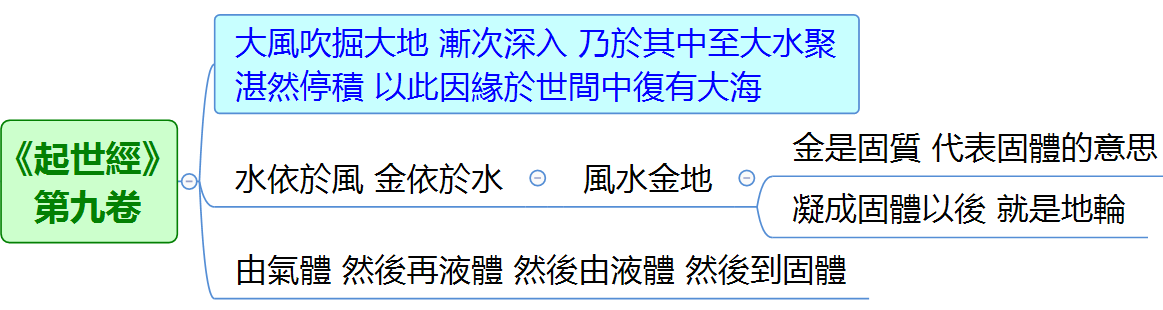 《起世經》
第九卷
大風吹掘大地 漸次深入 乃於其中至大水聚
湛然停積 以此因緣於世間中復有大海
水依於風 金依於水
風水金地
金是固質 代表固體的意思
凝成固體以後 就是地輪
由氣體 然後再液體 然後由液體 然後到固體